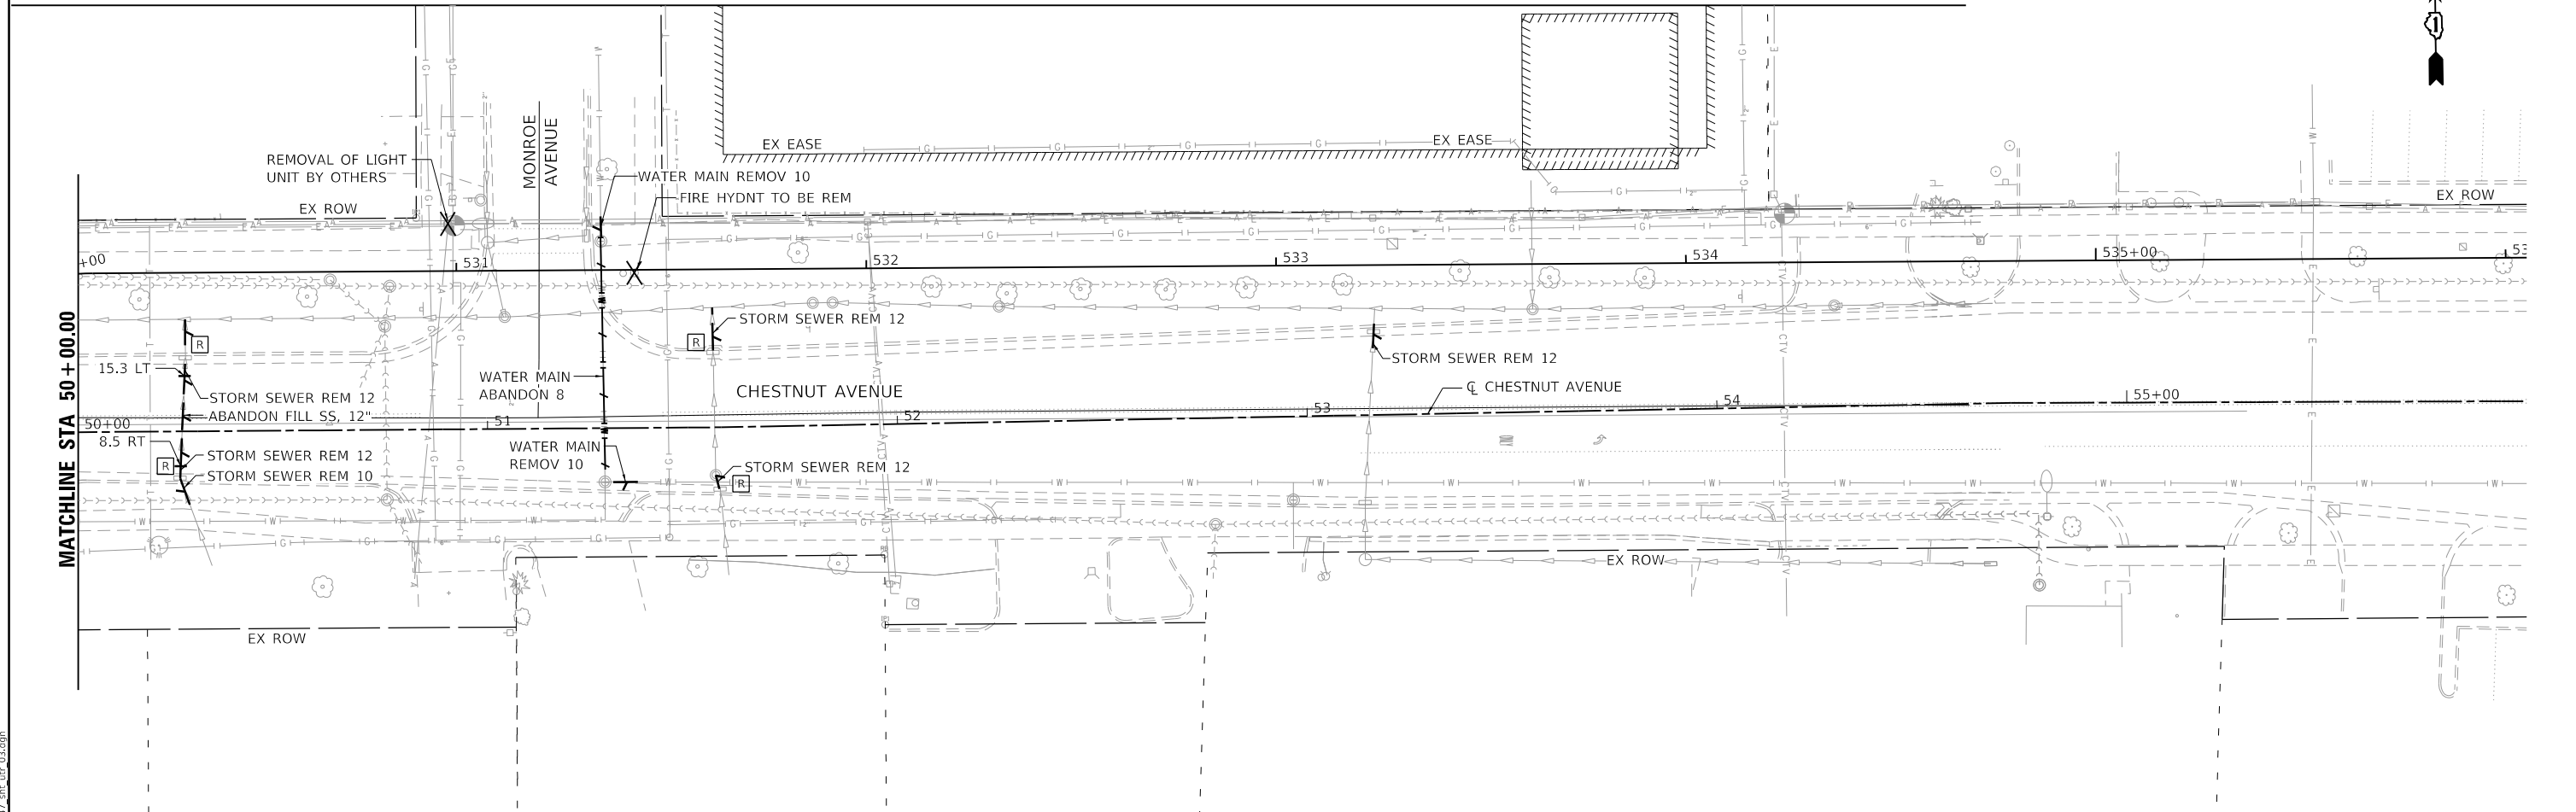 MONROE
AVENUE
EX EASE
EX EASE
REMOVAL OF LIGHT
UNIT BY OTHERS
WATER MAIN REMOV 10
FIRE HYDNT TO BE REM
EX ROW
EX ROW
+00
531
532
533
534
535+00
53
MATCHLINE STA 50+00.00
STORM SEWER REM 12
R
R
STORM SEWER REM 12
15.3 LT
WATER MAIN
ABANDON 8
CHESTNUT AVENUE
℄ CHESTNUT AVENUE
STORM SEWER REM 12
ABANDON FILL SS, 12"
50+00
51
52
53
54
55+00
8.5 RT
R
STORM SEWER REM 12
STORM SEWER REM 10
WATER MAIN
REMOV 10
STORM SEWER REM 12
R
EX ROW
EX ROW